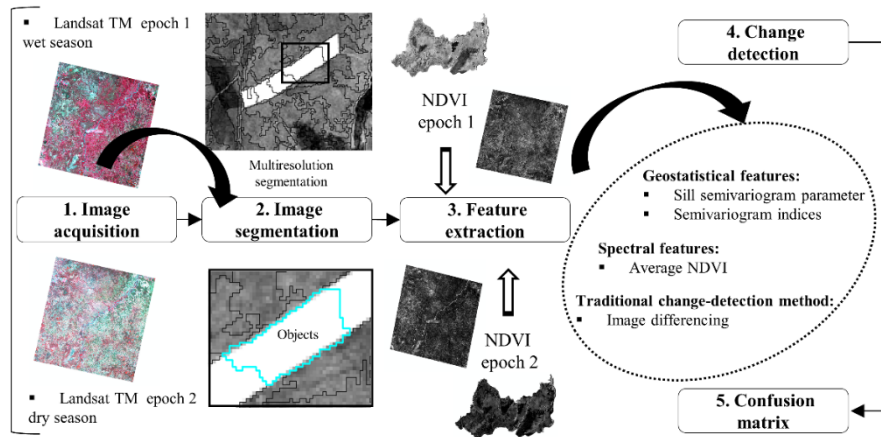 ▪ Landsat TM epoch 1
wet season
Multiresolution
segmentation
1. Image
acquisition
2. Image
segmentation
▪ Landsat TM epoch 2
dry season
Objects
NDVI
epoch 1
3. Feature
extraction
NDVI
epoch 2
4. Change
detection
Geostatistical features:
▪ Sill semivariogram parameter
▪ Semivariogram indices
Spectral features:
▪ Average NDVI
Traditional change-detection method:
▪ Image differencing
5. Confusion
matrix